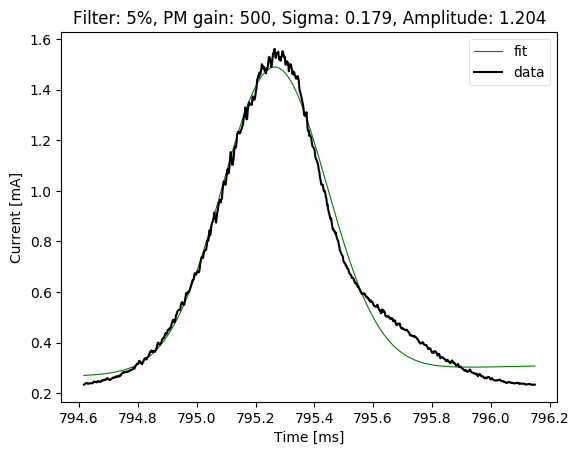 Filter: 5%, PM gain: 500, Sigma: 0.179, Amplitude: 1.204
fit
data
1.6
1.4
1.2
1.0
0.8
0.6
0.4
0.2
Current [mA]
794.6 794.8 795.0 795.2 795.4 795.6 795.8 796.0 796.2
Time [ms]